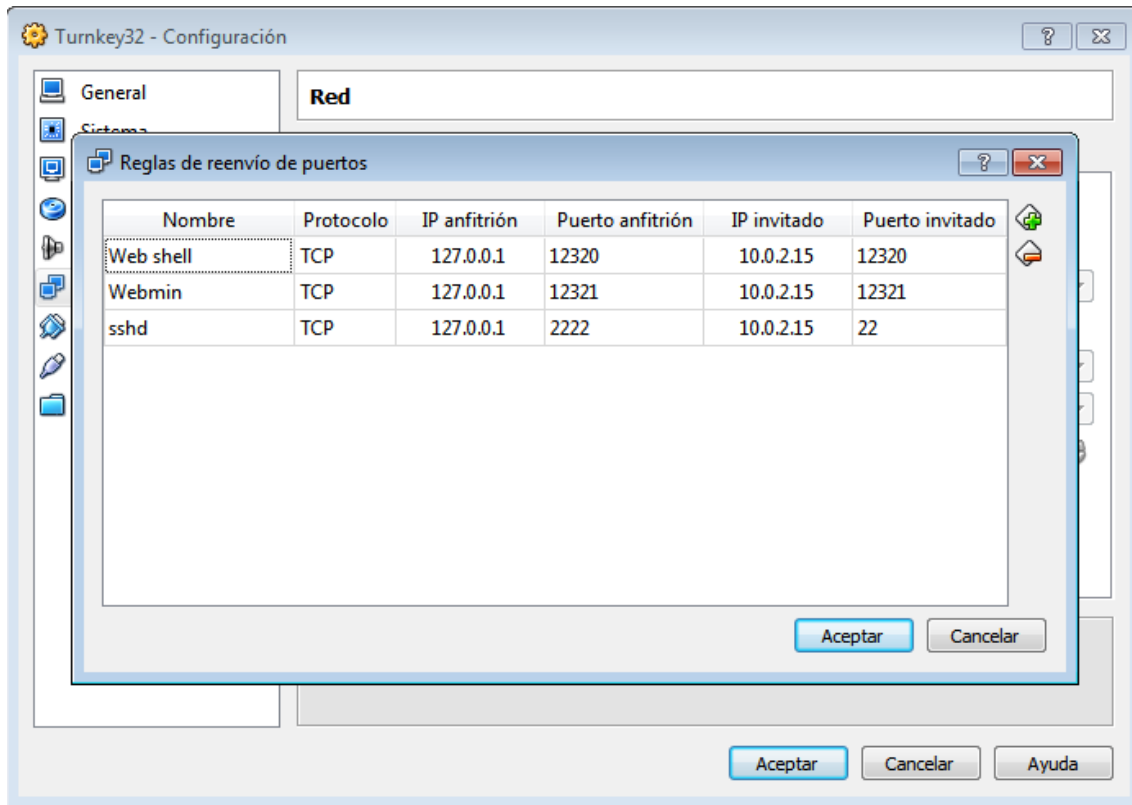 Turnkey32 - Configuración
General
Red
Sistema
Reglas de reenvío de puertos
Nombre Protocolo IP anfitrión Puerto anfitrión IP invitado Puerto invitado
Web shell TCP 127.0.0.1 12320 10.0.2.15 12320
Webmin TCP 127.0.0.1 12321 10.0.2.15 12321
sshd TCP 127.0.0.1 2222 10.0.2.15 22
Aceptar Cancelar
Aceptar Cancelar Ayuda